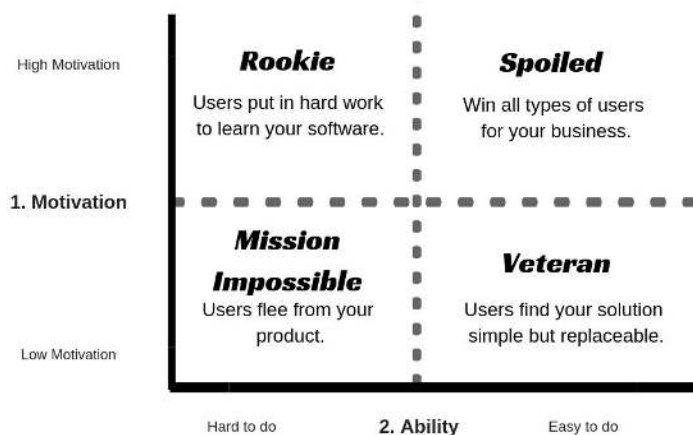 High Motivation
Rookie
Users put in hard work
to learn your software.
Spoiled
Win all types of users
for your business.
1. Motivation
Mission
Impossible
Users flee from your
product.
Veteran
Users find your solution
simple but replaceable.
Low Motivation
Hard to do
2. Ability
Easy to do